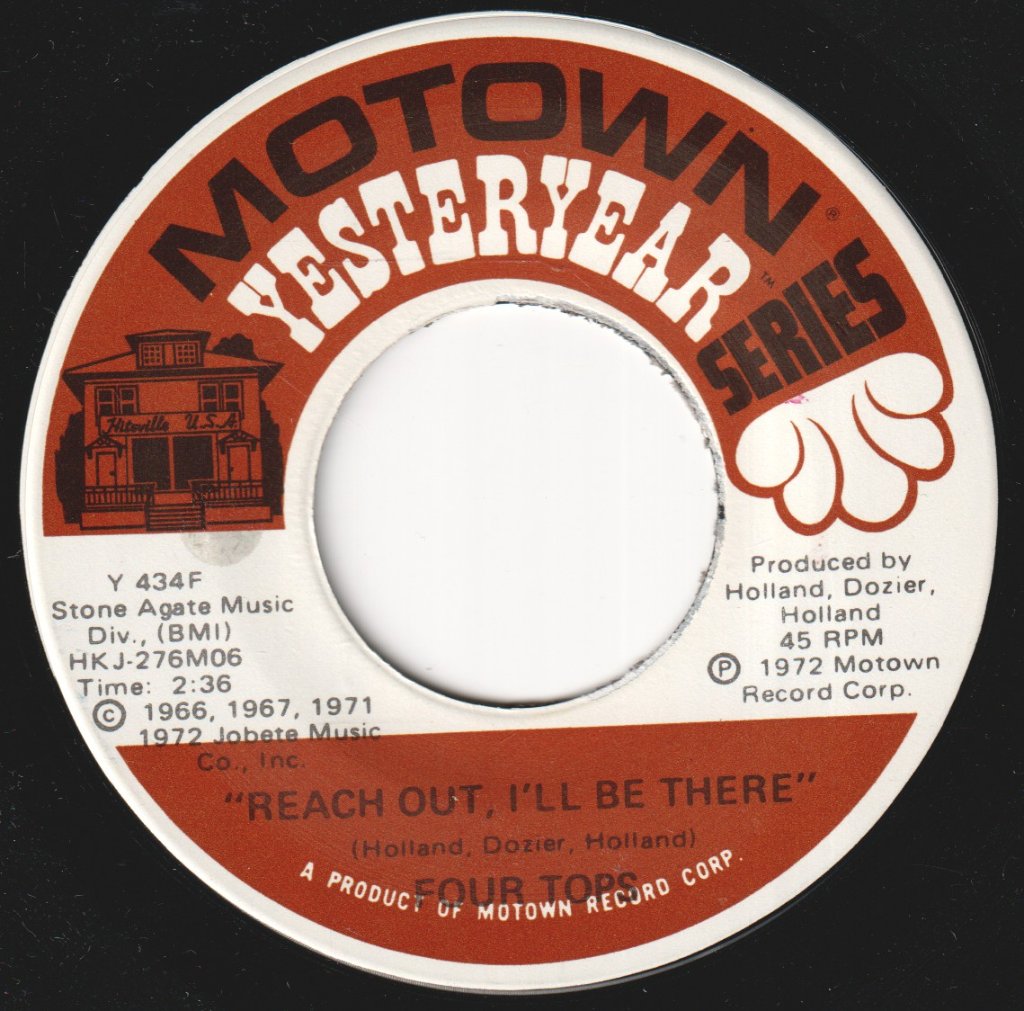 MOTOWN ®
YESTERYEAR ™
SERIES
Hitsville U.S.A.
Y 434F
Stone Agate Music
Div., (BMI)
HKJ-276M06
Time: 2:36
© 1966, 1967, 1971
1972 Jobete Music
Co., Inc.
Produced by
Holland, Dozier,
Holland
45 RPM
℗ 1972 Motown
Record Corp.
"REACH OUT, I'LL BE THERE"
(Holland, Dozier, Holland)
FOUR TOPS
A PRODUCT OF MOTOWN RECORD CORP.